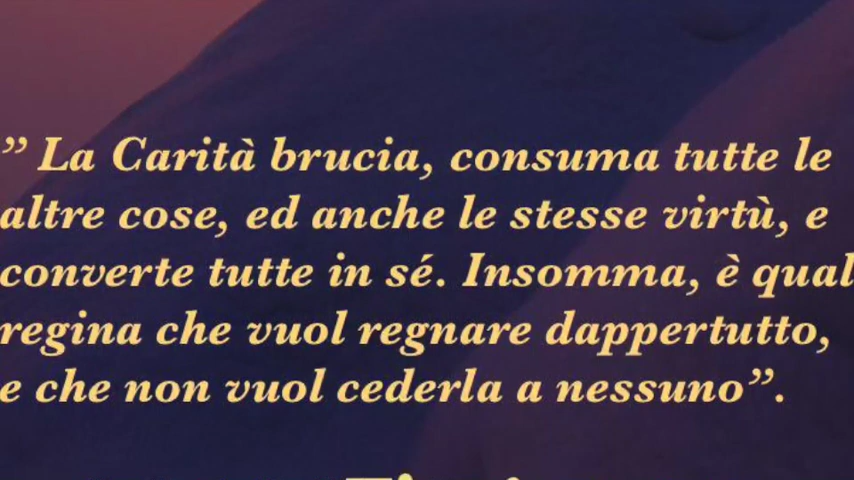 ” La Carità brucia, consuma tutte le
altre cose, ed anche le stesse virtù, e
converte tutte in sé. Insomma, è qual
regina che vuol regnare dappertutto,
e che non vuol cederla a nessuno”.